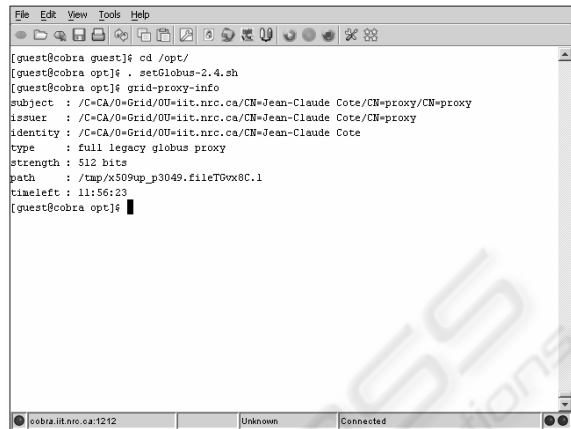 File Edit View Tools Help
[guest@cobra guest]$ cd /opt/
[guest@cobra opt]$ . setGlobus-2.4.sh
[guest@cobra opt]$ grid-proxy-info
subject : /C=CA/O=Grid/OU=iit.nrc.ca/CN=Jean-Claude Cote/CN=proxy/CN=proxy
issuer : /C=CA/O=Grid/OU=iit.nrc.ca/CN=Jean-Claude Cote/CN=proxy
identity : /C=CA/O=Grid/OU=iit.nrc.ca/CN=Jean-Claude Cote
type : full legacy globus proxy
strength : 512 bits
path : /tmp/x509up_p3049.fileTGvx8C.1
timeleft : 11:56:23
[guest@cobra opt]$
cobra.iit.nrc.ca:1212 Unknown Connected